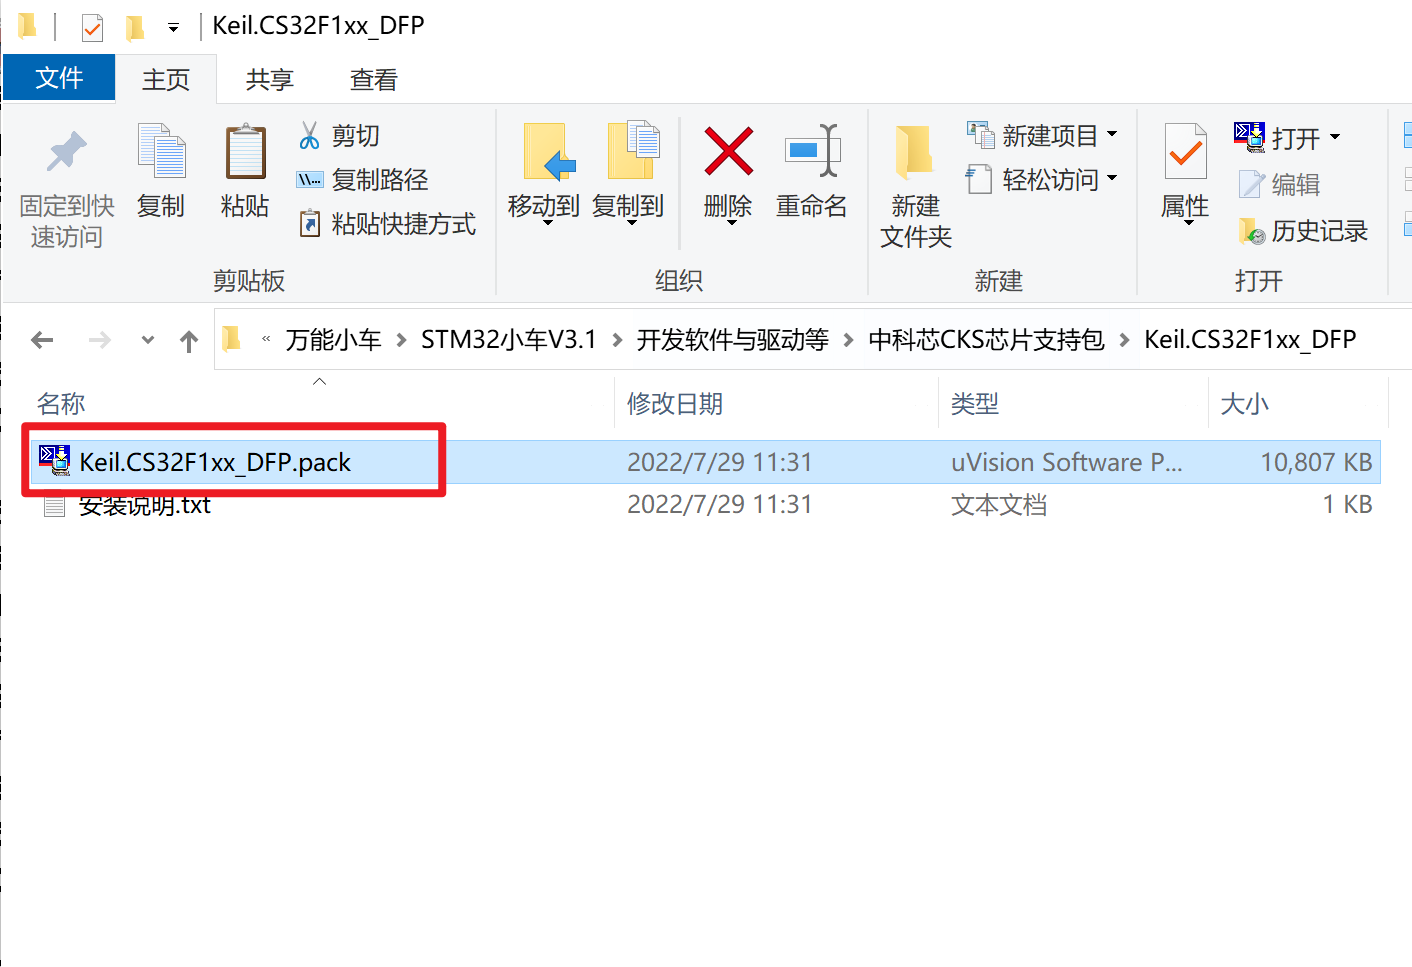 Keil.CS32F1xx_DFP
文件 主页 共享 查看
固定到快速访问
复制
粘贴
剪切
复制路径
粘贴快捷方式
剪贴板
移动到
复制到
删除
重命名
组织
新建文件夹
新建项目
轻松访问
新建
属性
打开
编辑
历史记录
打开
« 万能小车 > STM32小车V3.1 > 开发软件与驱动等 > 中科芯CKS芯片支持包 > Keil.CS32F1xx_DFP
名称 修改日期 类型 大小
Keil.CS32F1xx_DFP.pack 2022/7/29 11:31 uVision Software P... 10,807 KB
安装说明.txt 2022/7/29 11:31 文本文档 1 KB